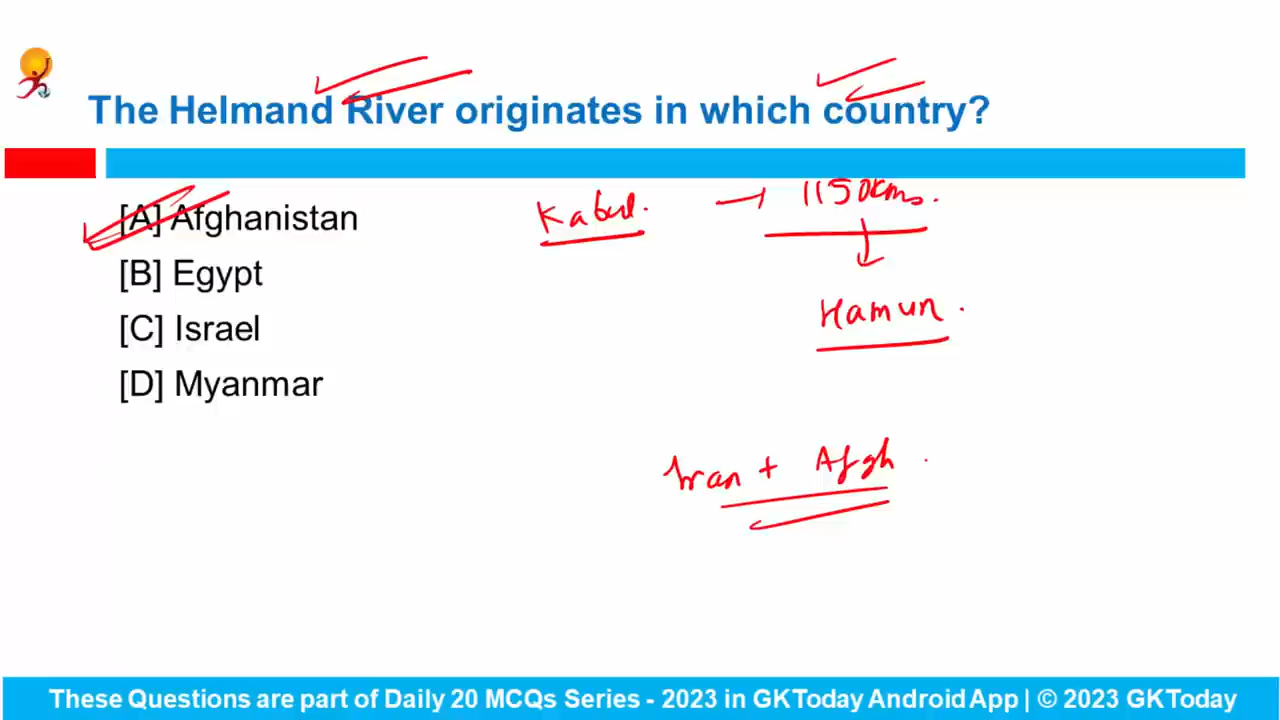 The Helmand River originates in which country?
[A] Afghanistan
Kabul. → 1150kms.
[B] Egypt
Hamun.
[C] Israel
[D] Myanmar
Iran + Afgh.
These Questions are part of Daily 20 MCQs Series - 2023 in GKToday Android App | © 2023 GKToday